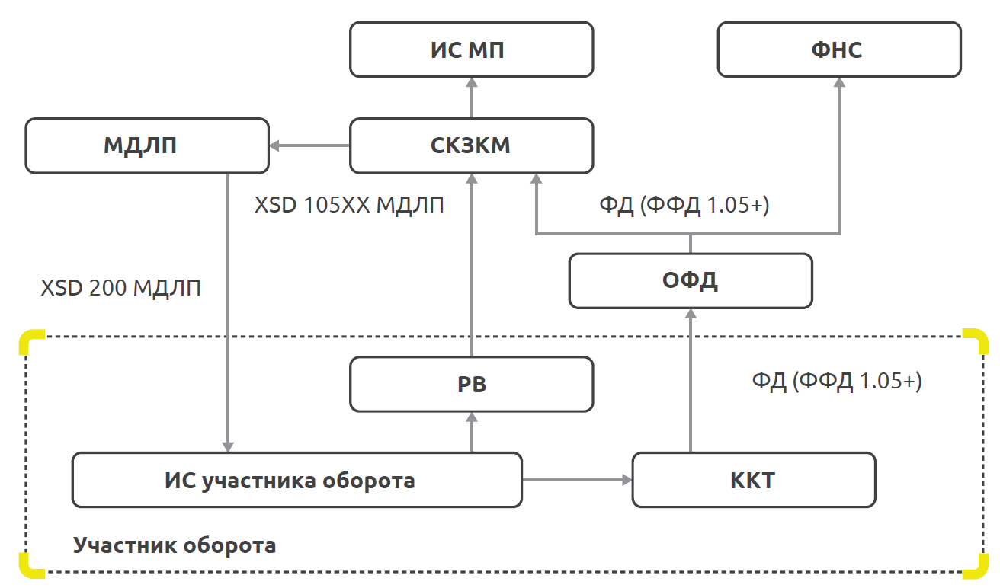 ИС МП
ФНС
МДЛП
СКЗКМ
XSD 105XX МДЛП
ФД (ФФД 1.05+)
ОФД
XSD 200 МДЛП
РВ
ФД (ФФД 1.05+)
ИС участника оборота
ККТ
Участник оборота